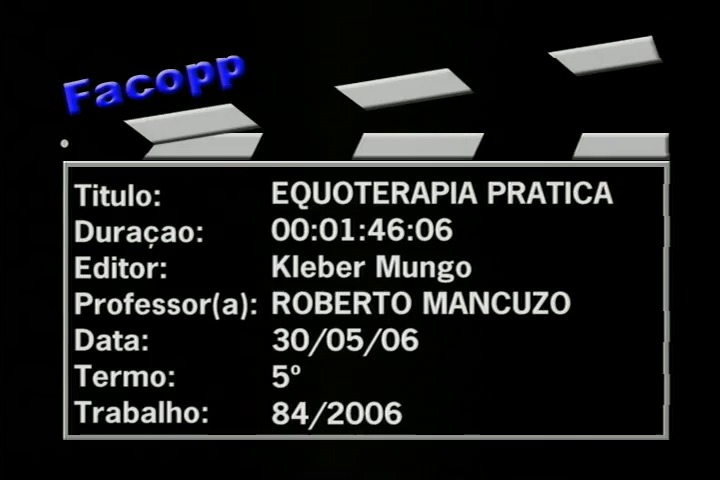 Facopp
Titulo: EQUOTERAPIA PRATICA
Duraçao: 00:01:46:06
Editor: Kleber Mungo
Professor(a): ROBERTO MANCUZO
Data: 30/05/06
Termo: 5º
Trabalho: 84/2006